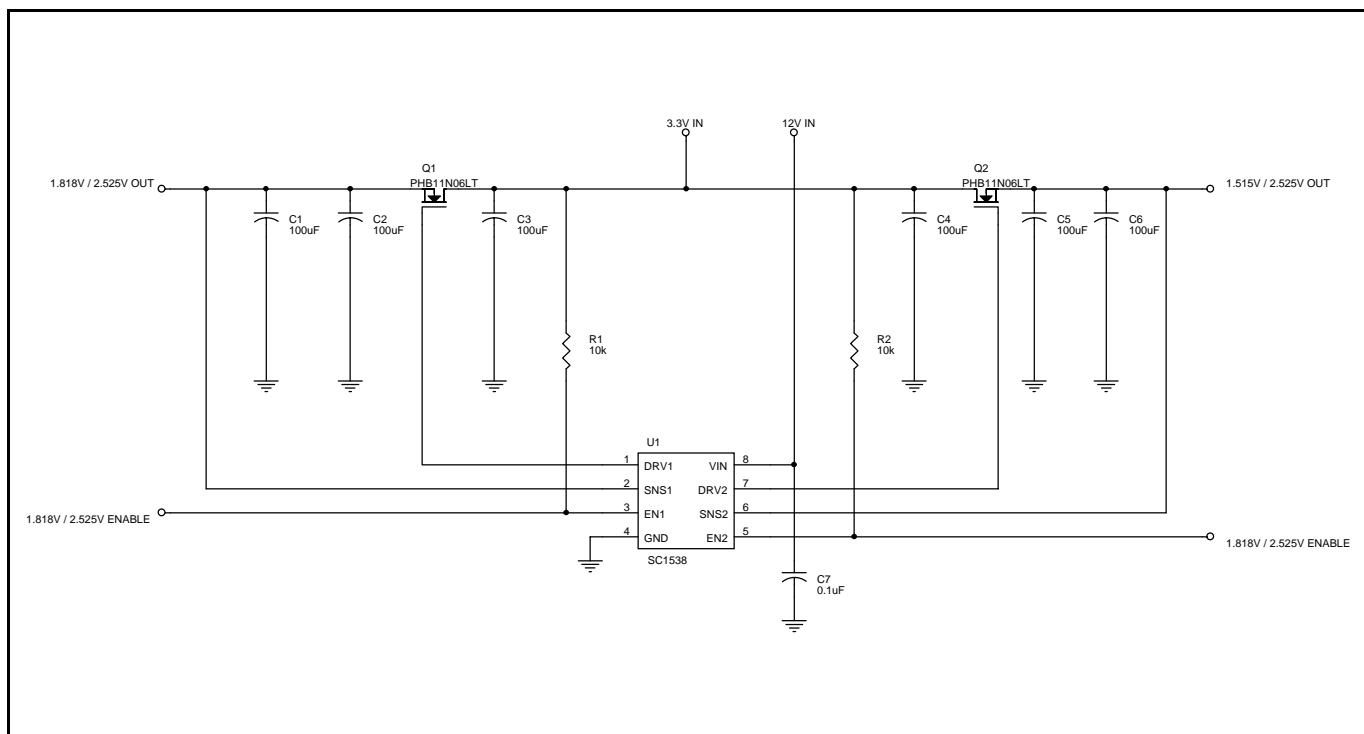 3.3V IN
12V IN
Q1
PHB11N06LT
Q2
PHB11N06LT
1.818V / 2.525V OUT
1.515V / 2.525V OUT
C1
100uF
C2
100uF
C3
100uF
C4
100uF
C5
100uF
C6
100uF
R1
10k
R2
10k
U1
1 DRV1 VIN 8
2 SNS1 DRV2 7
3 EN1 SNS2 6
4 GND EN2 5
SC1538
1.818V / 2.525V ENABLE
1.818V / 2.525V ENABLE
C7
0.1uF